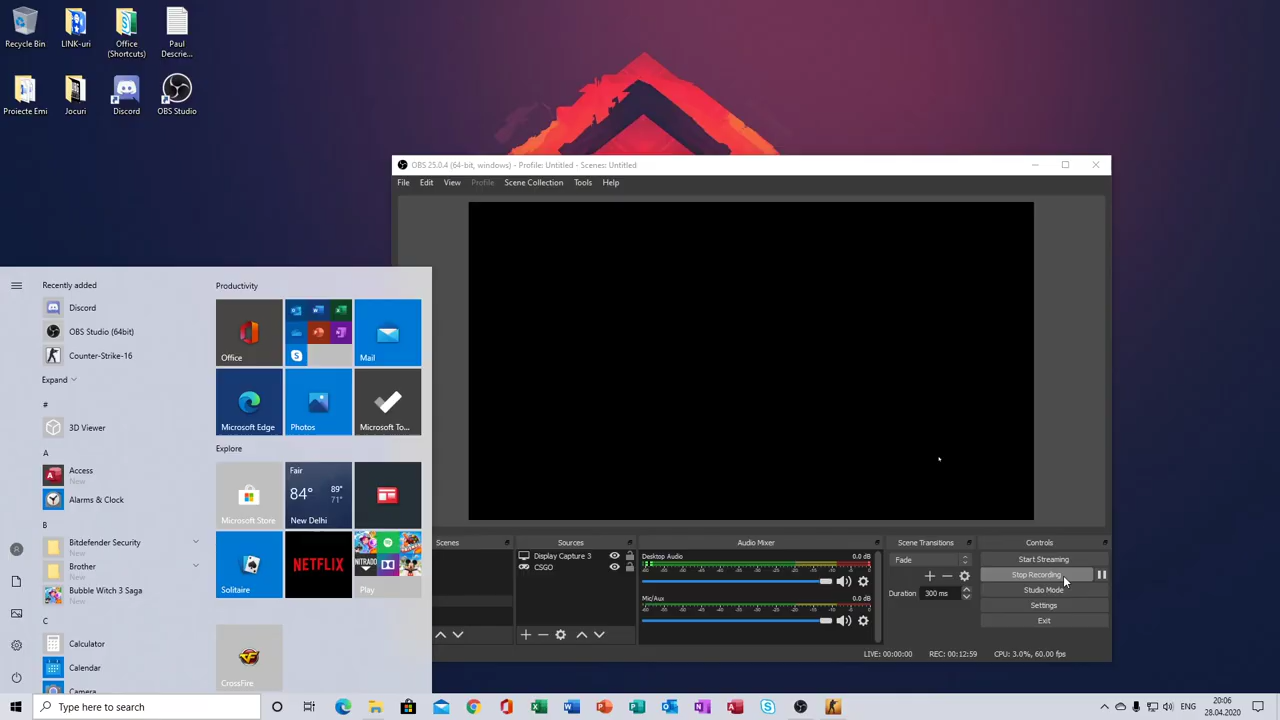 Recycle Bin
LINK-uri
Office
(Shortcuts)
Paul
Descrie...
Proiecte Emi
Jocuri
Discord
OBS Studio
OBS 25.0.4 (64-bit, windows) - Profile: Untitled - Scenes: Untitled
File Edit View Profile Scene Collection Tools Help
Recently added
Discord
OBS Studio (64bit)
Counter-Strike-16
Expand
#
3D Viewer
A
Access
New
Alarms & Clock
B
Bitdefender Security
New
Brother
New
Bubble Witch 3 Saga
New
C
Calculator
Calendar
Camera
Productivity
Office
Mail
Microsoft Edge
Photos
Microsoft To...
Explore
Microsoft Store
Fair
84° 89°
71°
New Delhi
Solitaire
NETFLIX
NITRADO
Play
CrossFire
Scenes
Sources
Display Capture 3
CSGO
Audio Mixer
Desktop Audio 0.0 dB
Mic/Aux 0.0 dB
Scene Transitions
Fade
Duration 300 ms
Controls
Start Streaming
Stop Recording
Studio Mode
Settings
Exit
LIVE: 00:00:00 REC: 00:12:59 CPU: 3.0%, 60.00 fps
Type here to search
ENG
20:06
28.04.2020